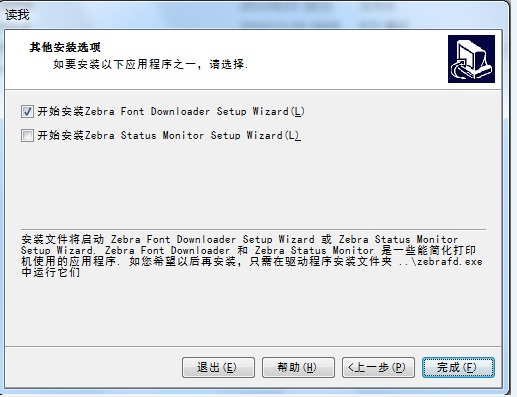 读我
其他安装选项
如要安装以下应用程序之一，请选择.
开始安装Zebra Font Downloader Setup Wizard(L)
开始安装Zebra Status Monitor Setup Wizard(L)
安装文件将启动 Zebra Font Downloader Setup Wizard 或 Zebra Status Monitor
Setup Wizard. Zebra Font Downloader 和 Zebra Status Monitor 是一些能简化打印
机使用的应用程序. 如您希望以后再安装，只需在驱动程序安装文件夹 ..\zebrafd.exe
中运行它们
退出(E)
帮助(H)
<上一步(P)
完成(F)